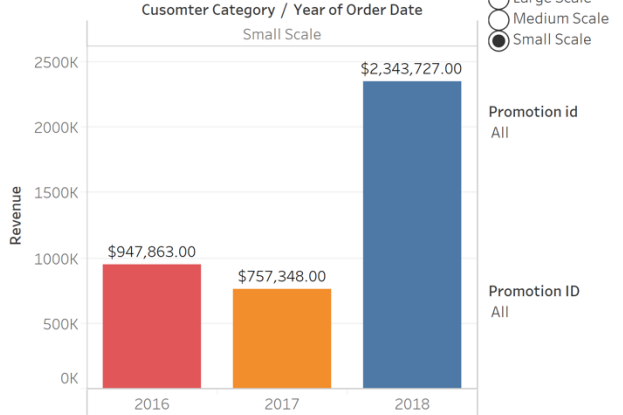 Cusomter Category / Year of Order Date
Small Scale
2500K
2000K
1500K
1000K
500K
0K
Revenue
$947,863.00
$757,348.00
$2,343,727.00
2016
2017
2018
Large Scale
Medium Scale
Small Scale
Promotion id
All
Promotion ID
All